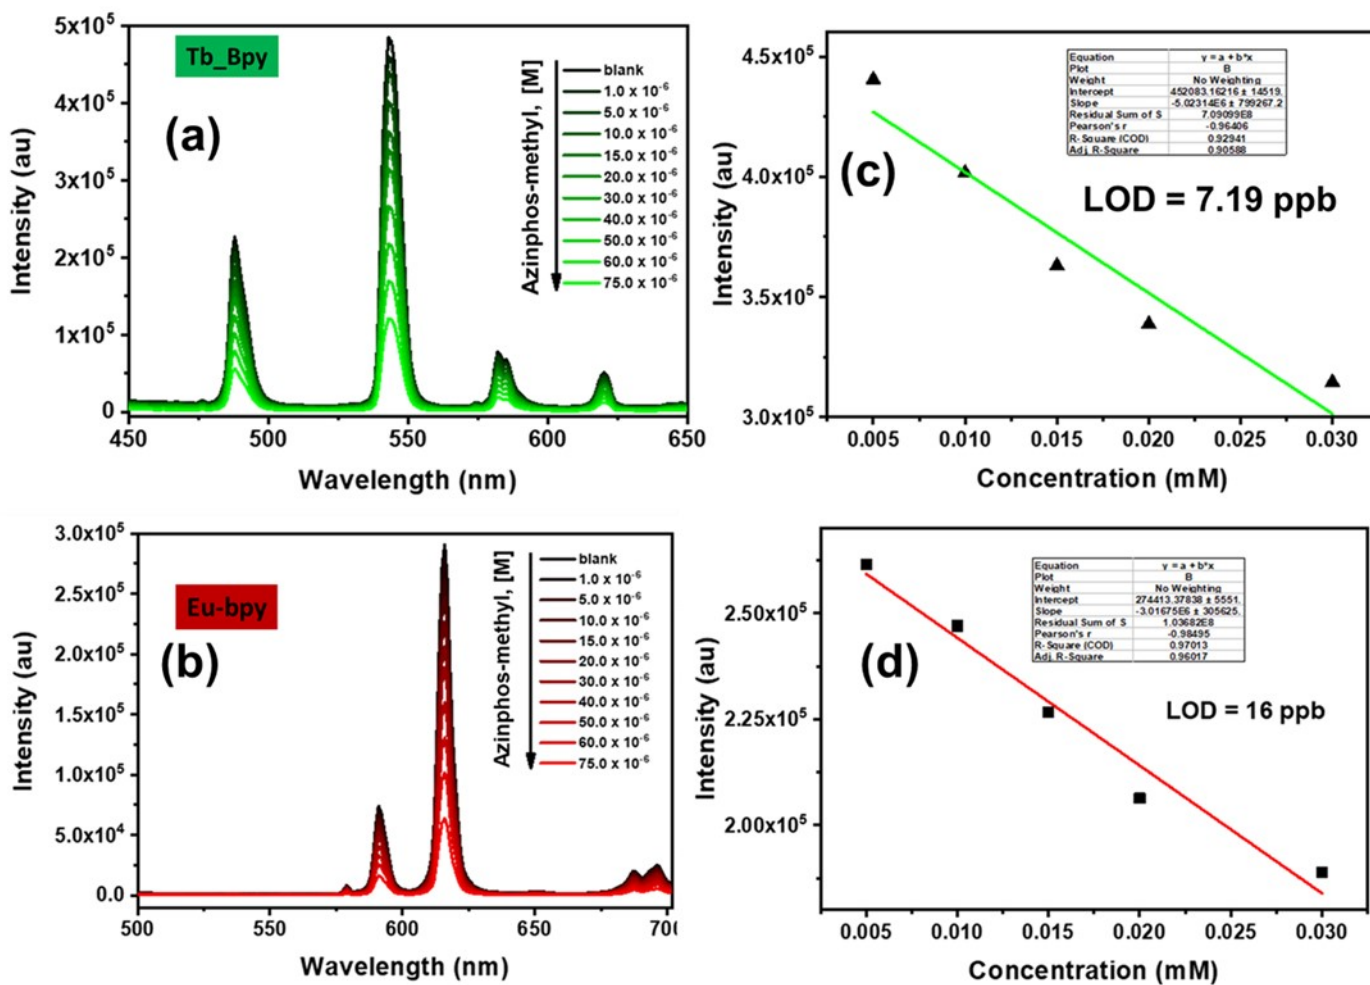 Tb_Bpy
(a)
Intensity (au)
5x10⁵
4x10⁵
3x10⁵
2x10⁵
1x10⁵
0
450 500 550 600 650
Wavelength (nm)
Azinphos-methyl, [M]
blank
1.0 x 10⁻⁶
5.0 x 10⁻⁶
10.0 x 10⁻⁶
15.0 x 10⁻⁶
20.0 x 10⁻⁶
30.0 x 10⁻⁶
40.0 x 10⁻⁶
50.0 x 10⁻⁶
60.0 x 10⁻⁶
75.0 x 10⁻⁶
(c)
Intensity (au)
4.5x10⁵
4.0x10⁵
3.5x10⁵
3.0x10⁵
0.005 0.010 0.015 0.020 0.025 0.030
Concentration (mM)
Equation y = a + b*x
Plot B
Weight No Weighting
Intercept 452083.16216 ± 14519.
Slope -5.02314E6 ± 799267.2
Residual Sum of S 7.09099E8
Pearson's r -0.96406
R-Square (COD) 0.92941
Adj. R-Square 0.90588
LOD = 7.19 ppb
Eu-bpy
(b)
Intensity (au)
3.0x10⁵
2.5x10⁵
2.0x10⁵
1.5x10⁵
1.0x10⁵
5.0x10⁴
0.0
500 550 600 650 700
Wavelength (nm)
Azinphos-methyl, [M]
blank
1.0 x 10⁻⁶
5.0 x 10⁻⁶
10.0 x 10⁻⁶
15.0 x 10⁻⁶
20.0 x 10⁻⁶
30.0 x 10⁻⁶
40.0 x 10⁻⁶
50.0 x 10⁻⁶
60.0 x 10⁻⁶
75.0 x 10⁻⁶
(d)
Intensity (au)
2.50x10⁵
2.25x10⁵
2.00x10⁵
0.005 0.010 0.015 0.020 0.025 0.030
Concentration (mM)
Equation y = a + b*x
Plot B
Weight No Weighting
Intercept 274413.37838 ± 5551.
Slope -3.01675E6 ± 305625.
Residual Sum of S 1.03682E8
Pearson's r -0.98495
R-Square (COD) 0.97013
Adj. R-Square 0.96017
LOD = 16 ppb